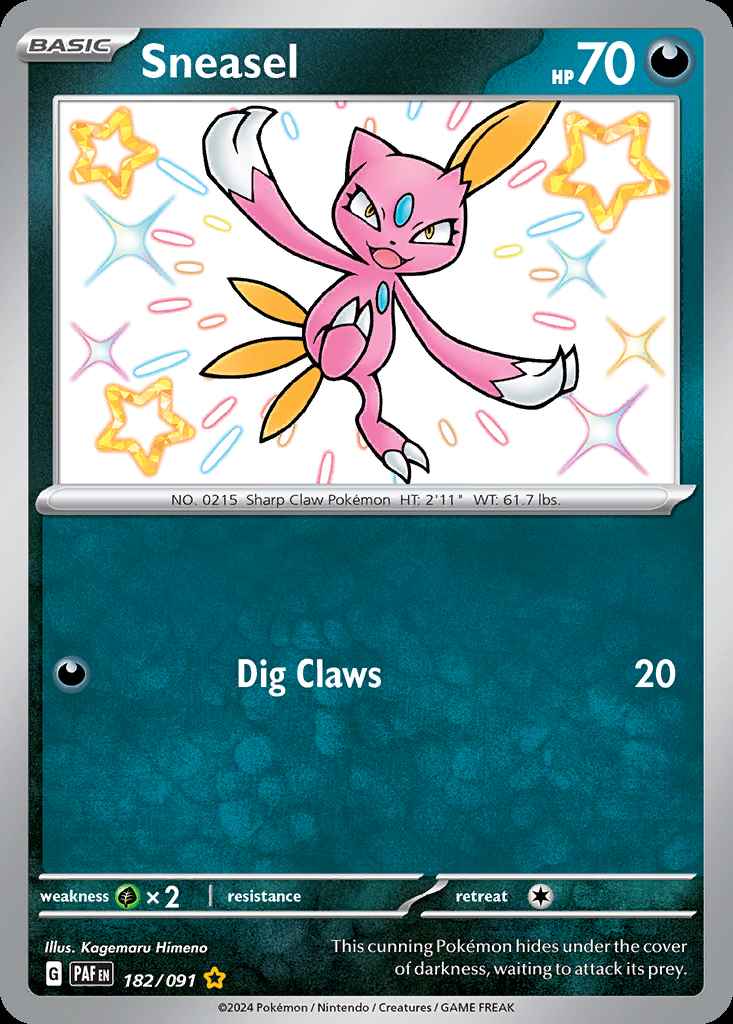 BASIC
Sneasel
HP 70
NO. 0215 Sharp Claw Pokémon HT: 2'11" WT: 61.7 lbs.
Dig Claws 20
weakness ×2 resistance retreat
Illus. Kagemaru Himeno
This cunning Pokémon hides under the cover
of darkness, waiting to attack its prey.
G PAF EN 182/091
©2024 Pokémon / Nintendo / Creatures / GAME FREAK